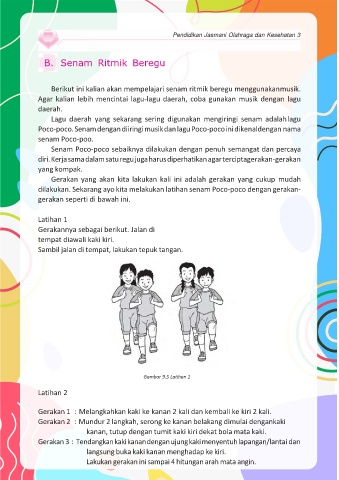 Pendidkan Jasmani Olahraga dan Kesehatan 3
B. Senam Ritmik Beregu
Berikut ini kalian akan mempelajari senam ritmik beregu menggunakanmusik.
Agar kalian lebih mencintai lagu-lagu daerah, coba gunakan musik dengan lagu
daerah.
Lagu daerah yang sekarang sering digunakan mengiringi senam adalah lagu
Poco-poco. Senam dengan diiringi musik dan lagu Poco-poco ini dikenal dengan nama
senam Poco-poo.
Senam Poco-poco sebaiknya dilakukan dengan penuh semangat dan percaya
diri. Kerja sama dalam satu regu juga harus diperhatikan agar tercipta gerakan-gerakan
yang kompak.
Gerakan yang akan kita lakukan kali ini adalah gerakan yang cukup mudah
dilakukan. Sekarang ayo kita melakukan latihan senam Poco-poco dengan gerakan-
gerakan seperti di bawah ini.
Latihan 1
Gerakannya sebagai berikut. Jalan di
tempat diawali kaki kiri.
Sambil jalan di tempat, lakukan tepuk tangan.
Gambar 9.5 Latihan 1
Latihan 2
Gerakan 1 : Melangkahkan kaki ke kanan 2 kali dan kembali ke kiri 2 kali.
Gerakan 2 : Mundur 2 langkah, serong ke kanan belakang dimulai dengankaki
kanan, tutup dengan tumit kaki kiri dekat bola mata kaki.
Gerakan 3 : Tendangkan kaki kanan dengan ujung kaki menyentuh lapangan/lantai dan
langsung buka kaki kanan menghadap ke kiri.
Lakukan gerakan ini sampai 4 hitungan arah mata angin.